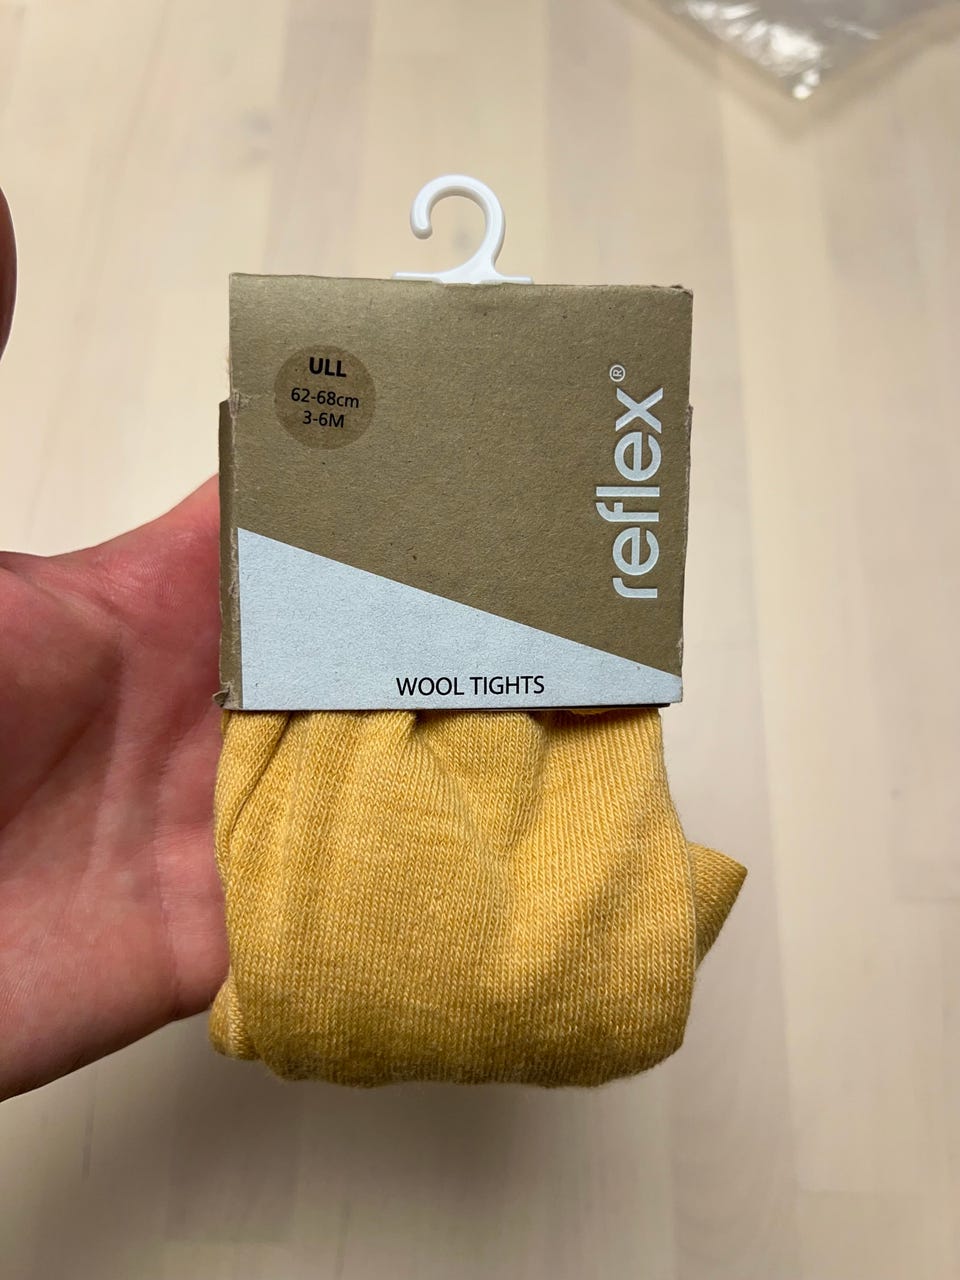 ULL
62-68cm
3-6M
reflex®
WOOL TIGHTS